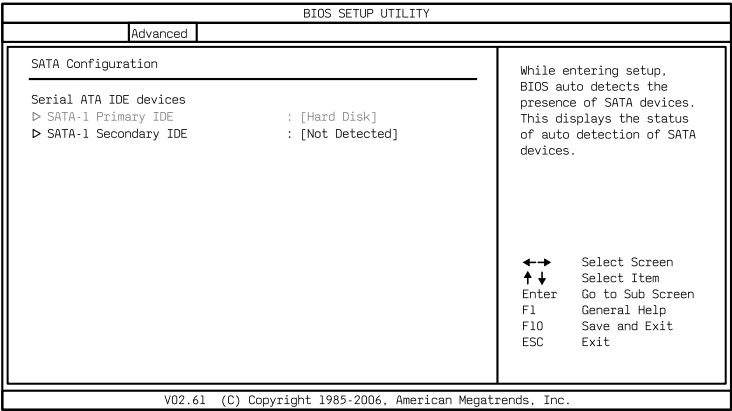 BIOS SETUP UTILITY
Advanced
SATA Configuration
Serial ATA IDE devices
▷ SATA-1 Primary IDE : [Hard Disk]
▷ SATA-1 Secondary IDE : [Not Detected]
While entering setup,
BIOS auto detects the
presence of SATA devices.
This displays the status
of auto detection of SATA
devices.
←→ Select Screen
↑↓ Select Item
Enter Go to Sub Screen
F1 General Help
F10 Save and Exit
ESC Exit
V02.61 (C) Copyright 1985-2006, American Megatrends, Inc.